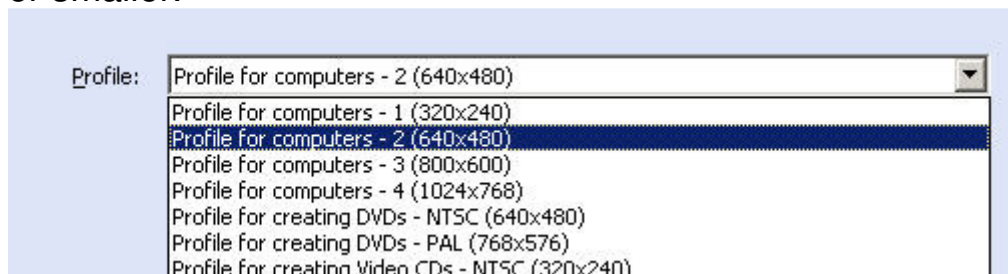 or smaller.
Profile: Profile for computers - 2 (640x480)
Profile for computers - 1 (320x240)
Profile for computers - 2 (640x480)
Profile for computers - 3 (800x600)
Profile for computers - 4 (1024x768)
Profile for creating DVDs - NTSC (640x480)
Profile for creating DVDs - PAL (768x576)
Profile for creating Video CDs - NTSC (320x240)